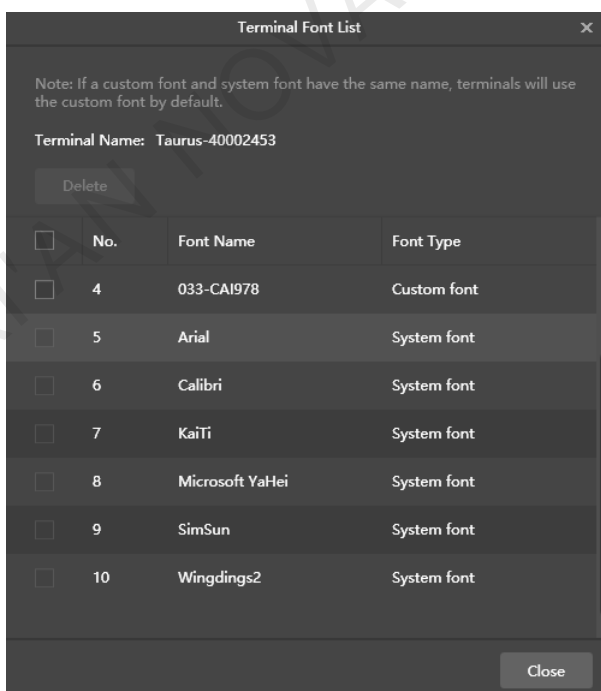 Terminal Font List
Note: If a custom font and system font have the same name, terminals will use
the custom font by default.
Terminal Name: Taurus-40002453
Delete
No. Font Name Font Type
4 033-CAI978 Custom font
5 Arial System font
6 Calibri System font
7 KaiTi System font
8 Microsoft YaHei System font
9 SimSun System font
10 Wingdings2 System font
Close